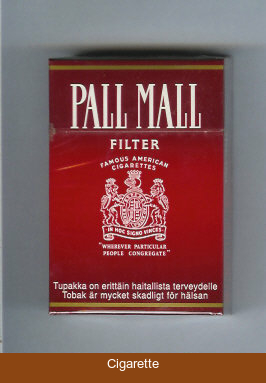 PALL MALL
FILTER
FAMOUS AMERICAN
CIGARETTES
IN HOC SIGNO VINCES
"WHEREVER PARTICULAR
PEOPLE CONGREGATE"
Tupakka on erittäin haitallista terveydelle
Tobak är mycket skadligt för hälsan
Cigarette